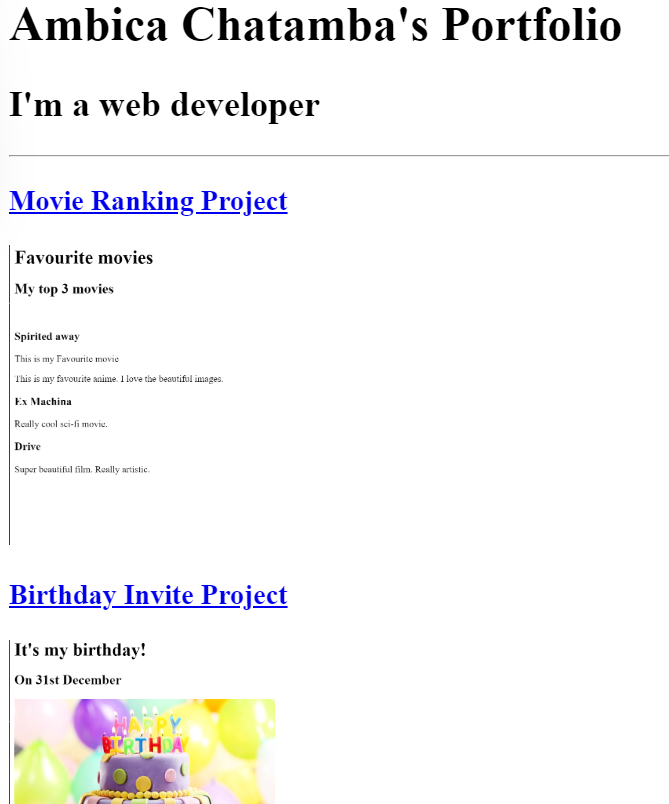 Ambica Chatamba's Portfolio
I'm a web developer
Movie Ranking Project
Favourite movies
My top 3 movies
Spirited away
This is my Favourite movie
This is my favourite anime. I love the beautiful images.
Ex Machina
Really cool sci-fi movie.
Drive
Super beautiful film. Really artistic.
Birthday Invite Project
It's my birthday!
On 31st December
HAPPY
BIRTHDAY